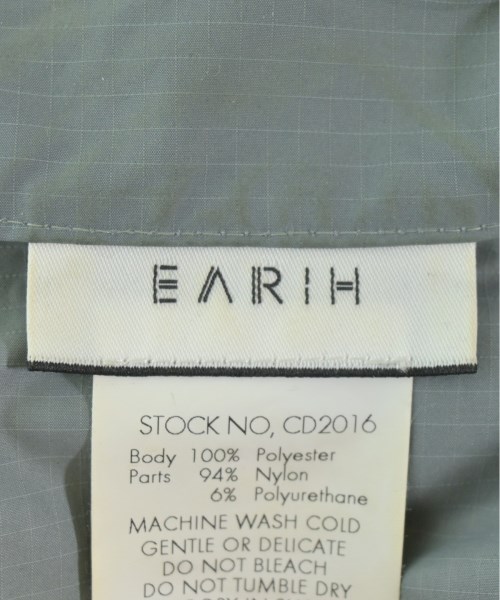 EARIH
STOCK NO, CD2016
Body 100% Polyester
Parts 94% Nylon
6% Polyurethane
MACHINE WASH COLD
GENTLE OR DELICATE
DO NOT BLEACH
DO NOT TUMBLE DRY